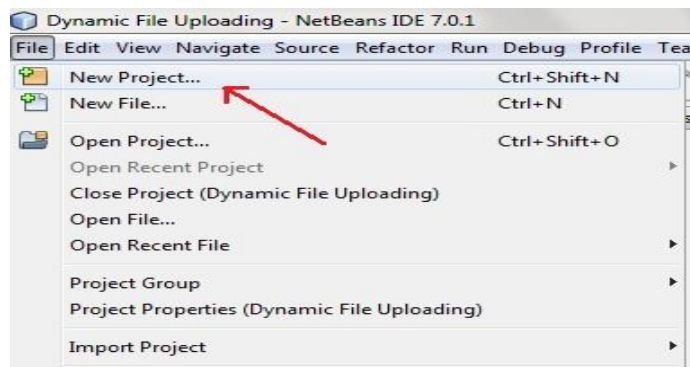 Dynamic File Uploading - NetBeans IDE 7.0.1
File Edit View Navigate Source Refactor Run Debug Profile
New Project... Ctrl+Shift+N
New File... Ctrl+N
Open Project... Ctrl+Shift+O
Open Recent Project
Close Project (Dynamic File Uploading)
Open File...
Open Recent File
Project Group
Project Properties (Dynamic File Uploading)
Import Project